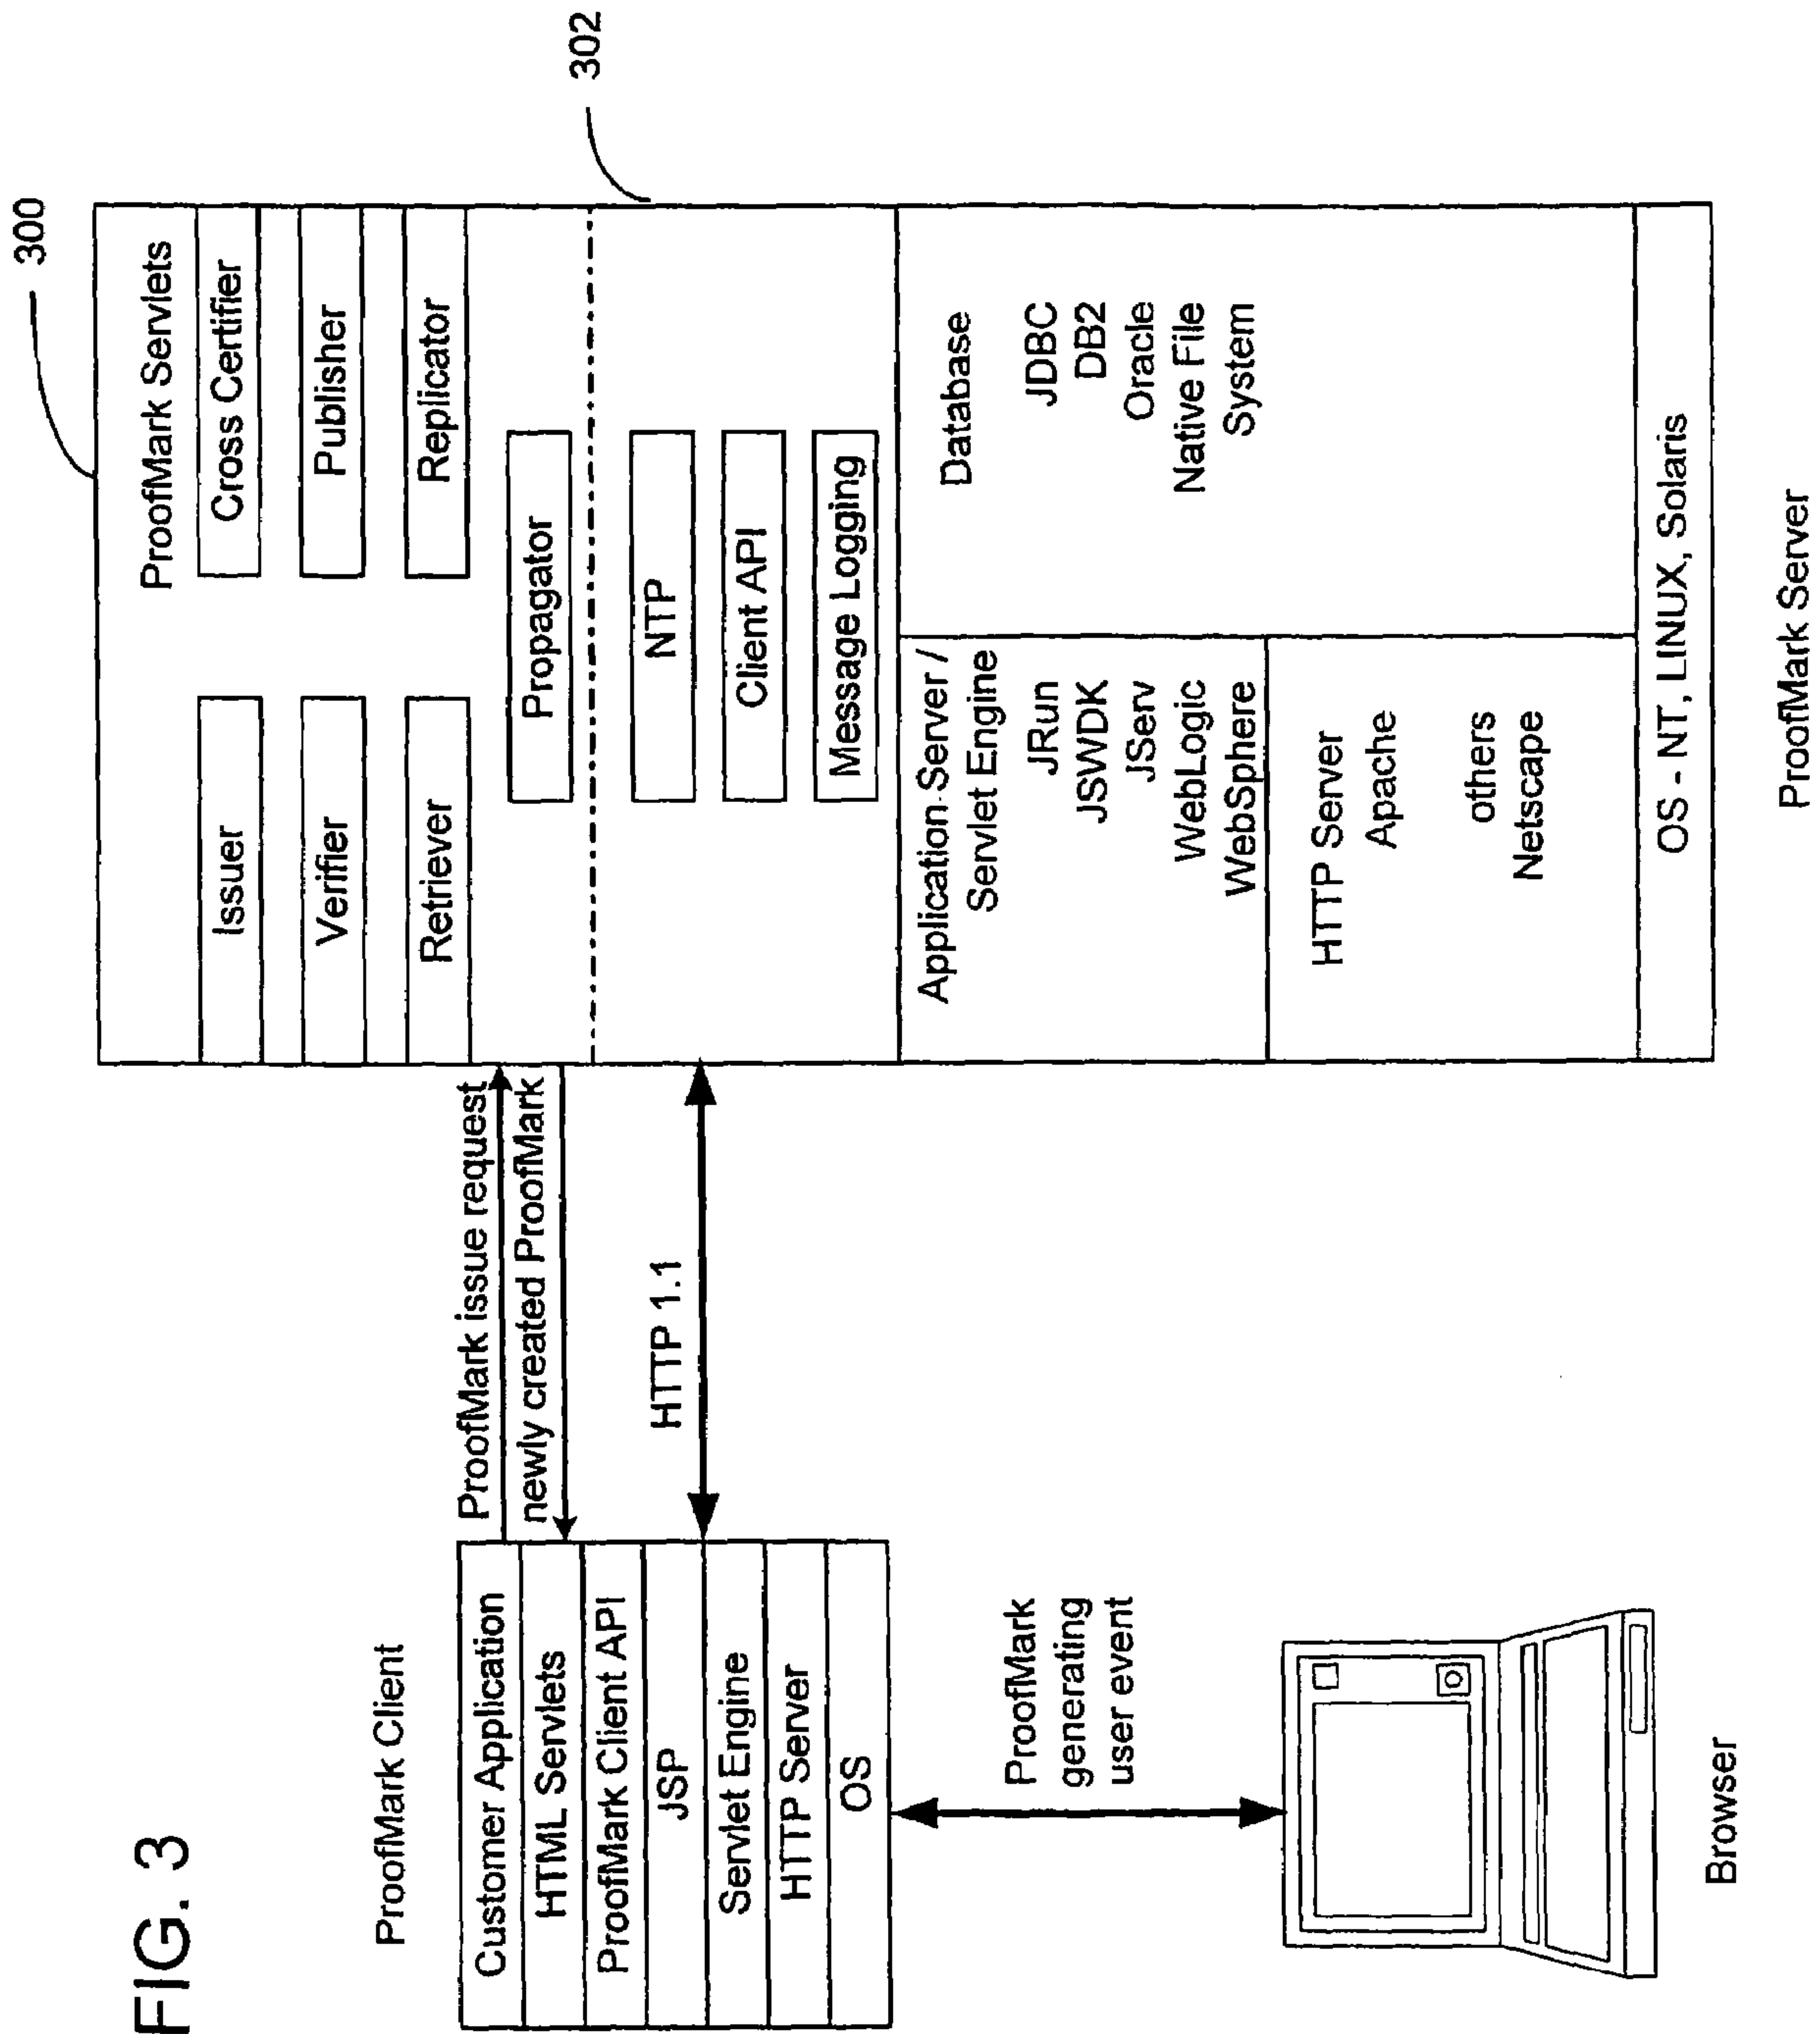 FIG. 3
ProofMark Client
Customer Application
HTML Servlets
ProofMark Client API
JSP
Servlet Engine
HTTP Server
OS
ProofMark issue request
newly created ProofMark
HTTP 1.1
ProofMark
generating
user event
Browser
300
ProofMark Servlets
Issuer
Cross Certifier
Verifier
Publisher
Retriever
Replicator
Propagator
302
NTP
Client API
Message Logging
Application Server /
Servlet Engine
JRun
JSWDK
JServ
WebLogic
WebSphere
HTTP Server
Apache
others
Netscape
Database
JDBC
DB2
Oracle
Native File
System
OS - NT, LINUX, Solaris
ProofMark Server